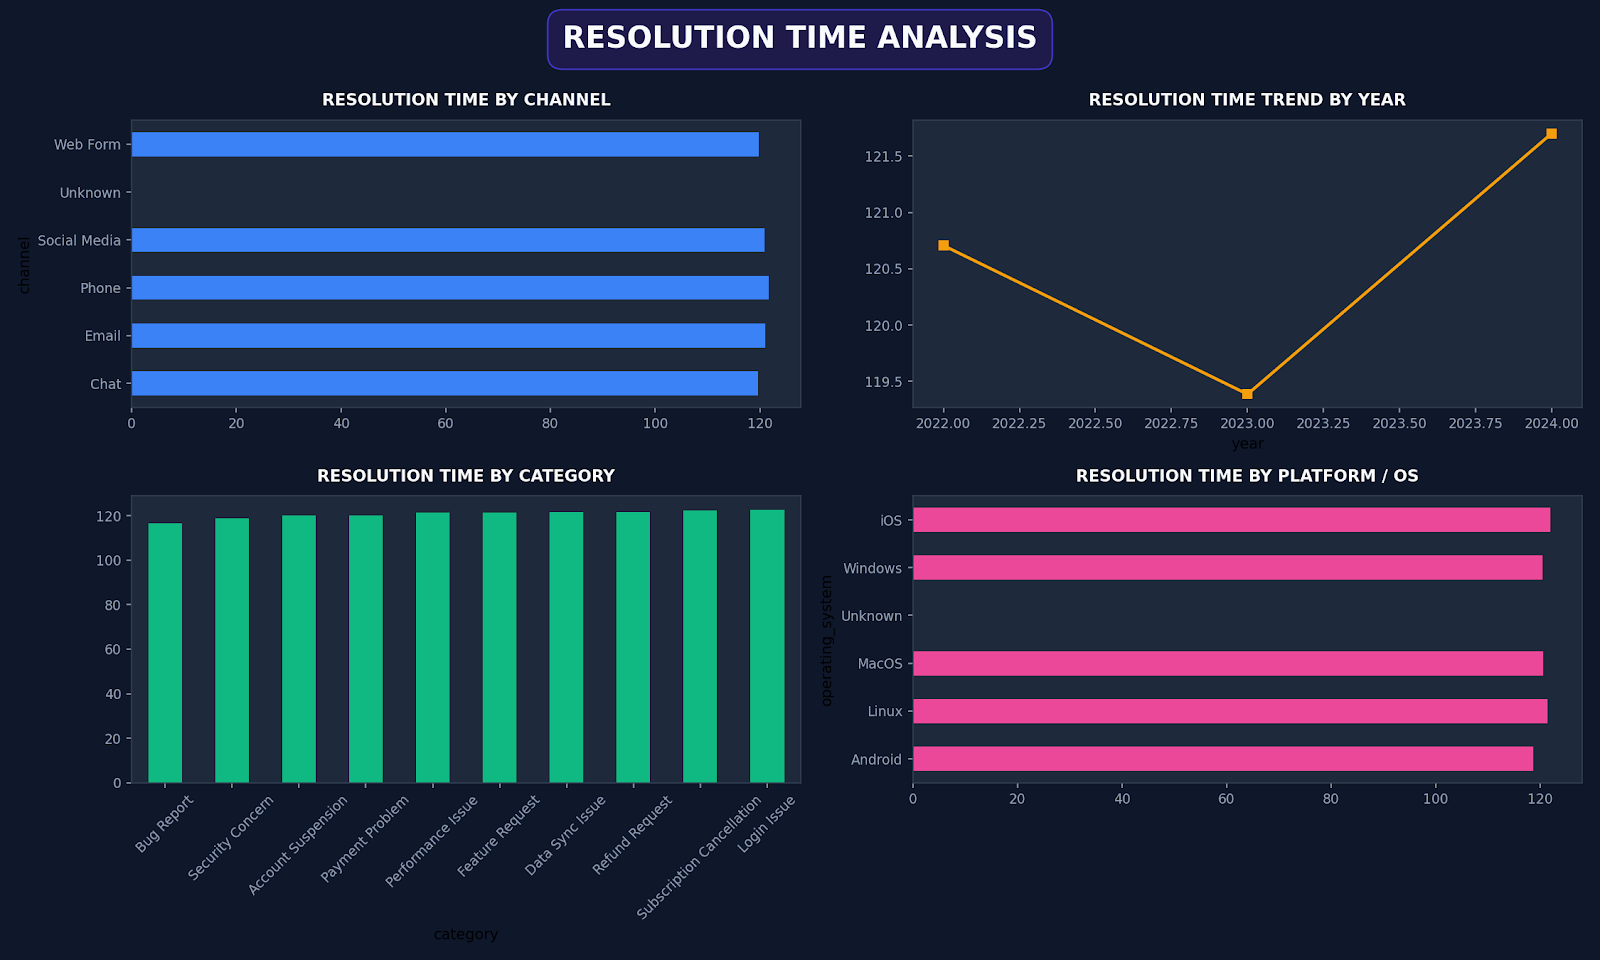 RESOLUTION TIME ANALYSIS
RESOLUTION TIME BY CHANNEL
Web Form
Unknown
Social Media
Phone
Email
Chat
channel
0 20 40 60 80 100 120
RESOLUTION TIME TREND BY YEAR
121.5
121.0
120.5
120.0
119.5
2022.00 2022.25 2022.50 2022.75 2023.00 2023.25 2023.50 2023.75 2024.00
year
RESOLUTION TIME BY CATEGORY
120
100
80
60
40
20
0
Bug Report
Security Concern
Account Suspension
Payment Problem
Performance Issue
Feature Request
Data Sync Issue
Refund Request
Subscription Cancellation
Login Issue
category
RESOLUTION TIME BY PLATFORM / OS
iOS
Windows
Unknown
MacOS
Linux
Android
operating_system
0 20 40 60 80 100 120